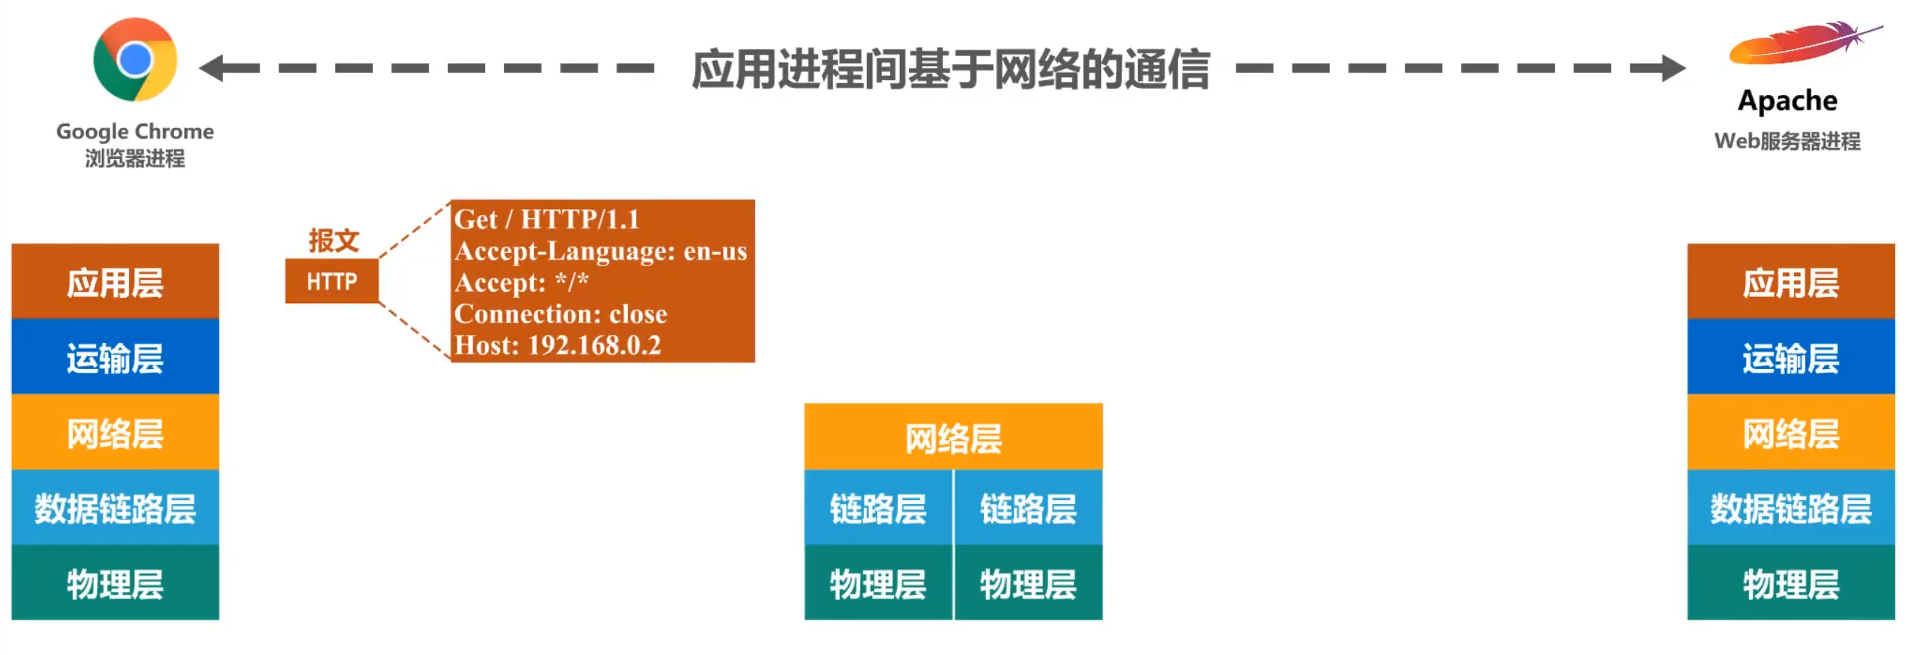 应用进程间基于网络的通信
Google Chrome
浏览器进程
Apache
Web服务器进程
报文
HTTP
Get / HTTP/1.1
Accept-Language: en-us
Accept: */*
Connection: close
Host: 192.168.0.2
应用层
运输层
网络层
数据链路层
物理层
网络层
链路层 链路层
物理层 物理层
应用层
运输层
网络层
数据链路层
物理层